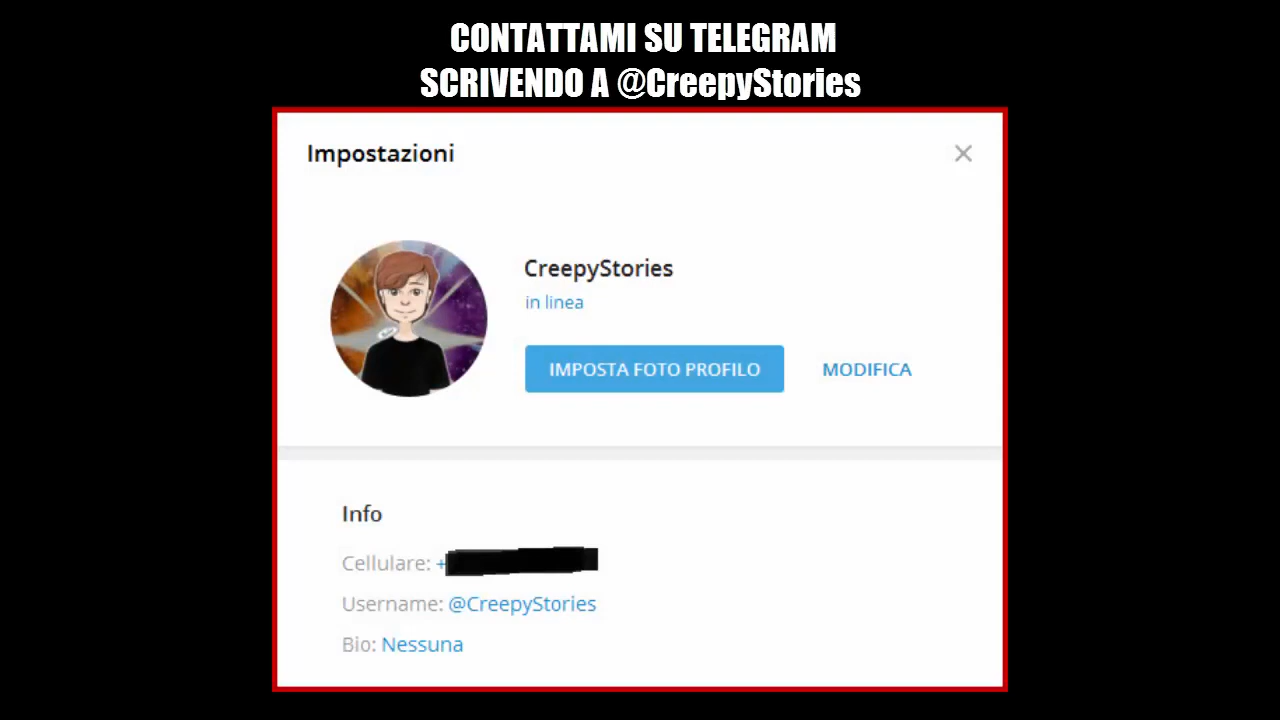 CONTATTAMI SU TELEGRAM
SCRIVENDO A @CreepyStories
Impostazioni
CreepyStories
in linea
IMPOSTA FOTO PROFILO MODIFICA
Info
Cellulare: +
Username: @CreepyStories
Bio: Nessuna